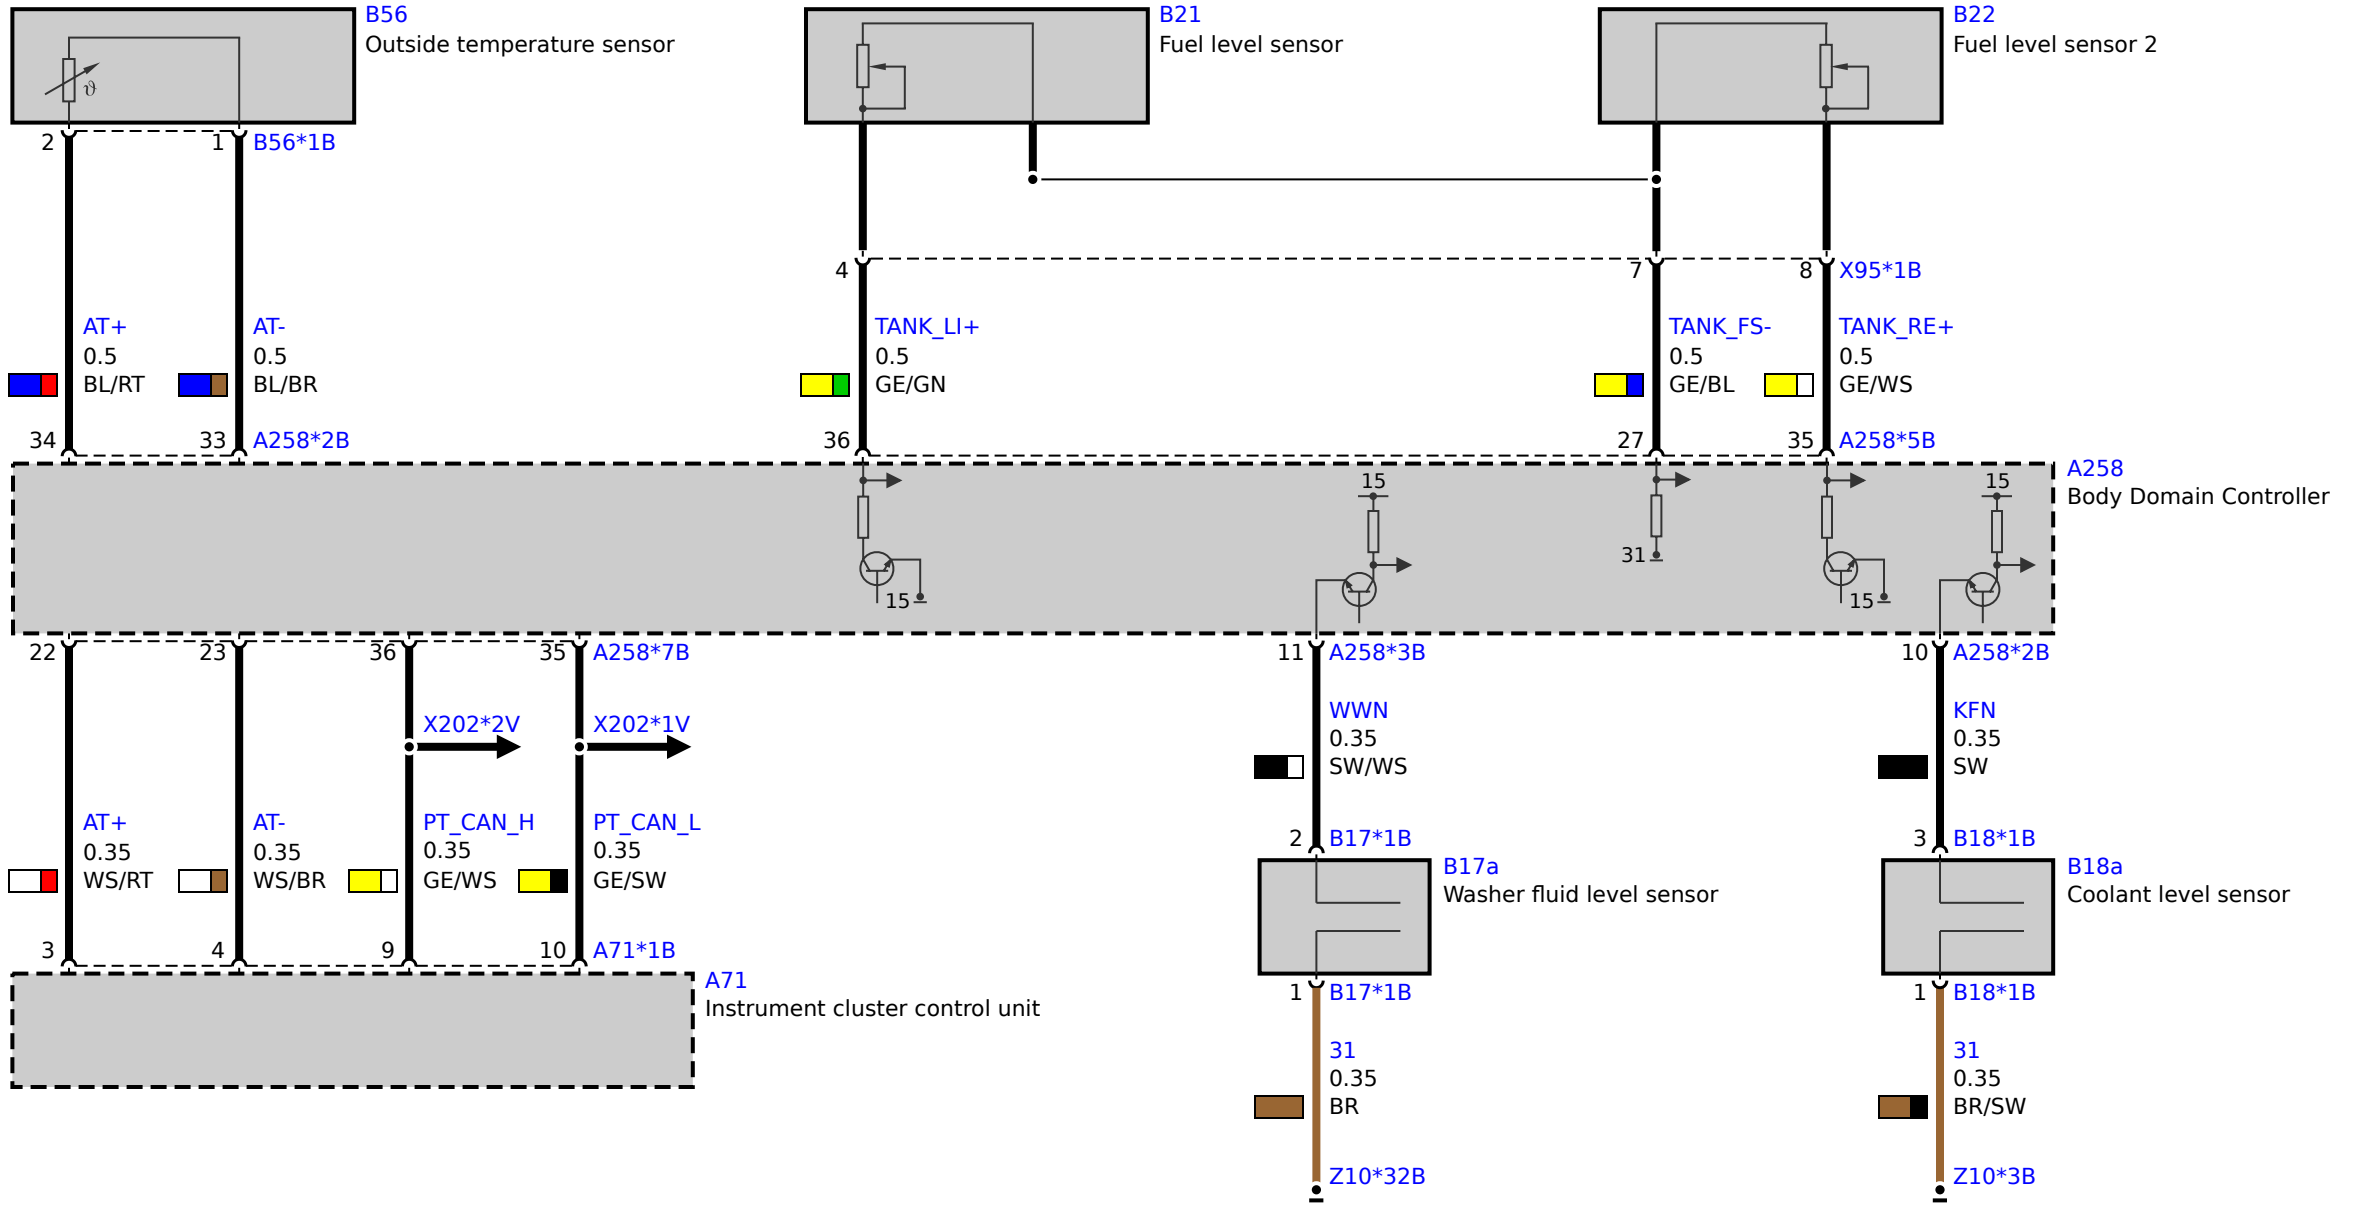 B56
Outside temperature sensor
B21
Fuel level sensor
B22
Fuel level sensor 2
ϑ
2
1
B56*1B
4
7
8
X95*1B
AT+
0.5
BL/RT
AT-
0.5
BL/BR
TANK_LI+
0.5
GE/GN
TANK_FS-
0.5
GE/BL
TANK_RE+
0.5
GE/WS
34
33
A258*2B
36
27
35
A258*5B
A258
Body Domain Controller
15
15
31
15
15
22
23
36
35
A258*7B
11
A258*3B
10
A258*2B
X202*2V
X202*1V
WWN
0.35
SW/WS
KFN
0.35
SW
AT+
0.35
WS/RT
AT-
0.35
WS/BR
PT_CAN_H
0.35
GE/WS
PT_CAN_L
0.35
GE/SW
2
B17*1B
3
B18*1B
B17a
Washer fluid level sensor
B18a
Coolant level sensor
3
4
9
10
A71*1B
A71
Instrument cluster control unit
1
B17*1B
1
B18*1B
31
0.35
BR
31
0.35
BR/SW
Z10*32B
Z10*3B